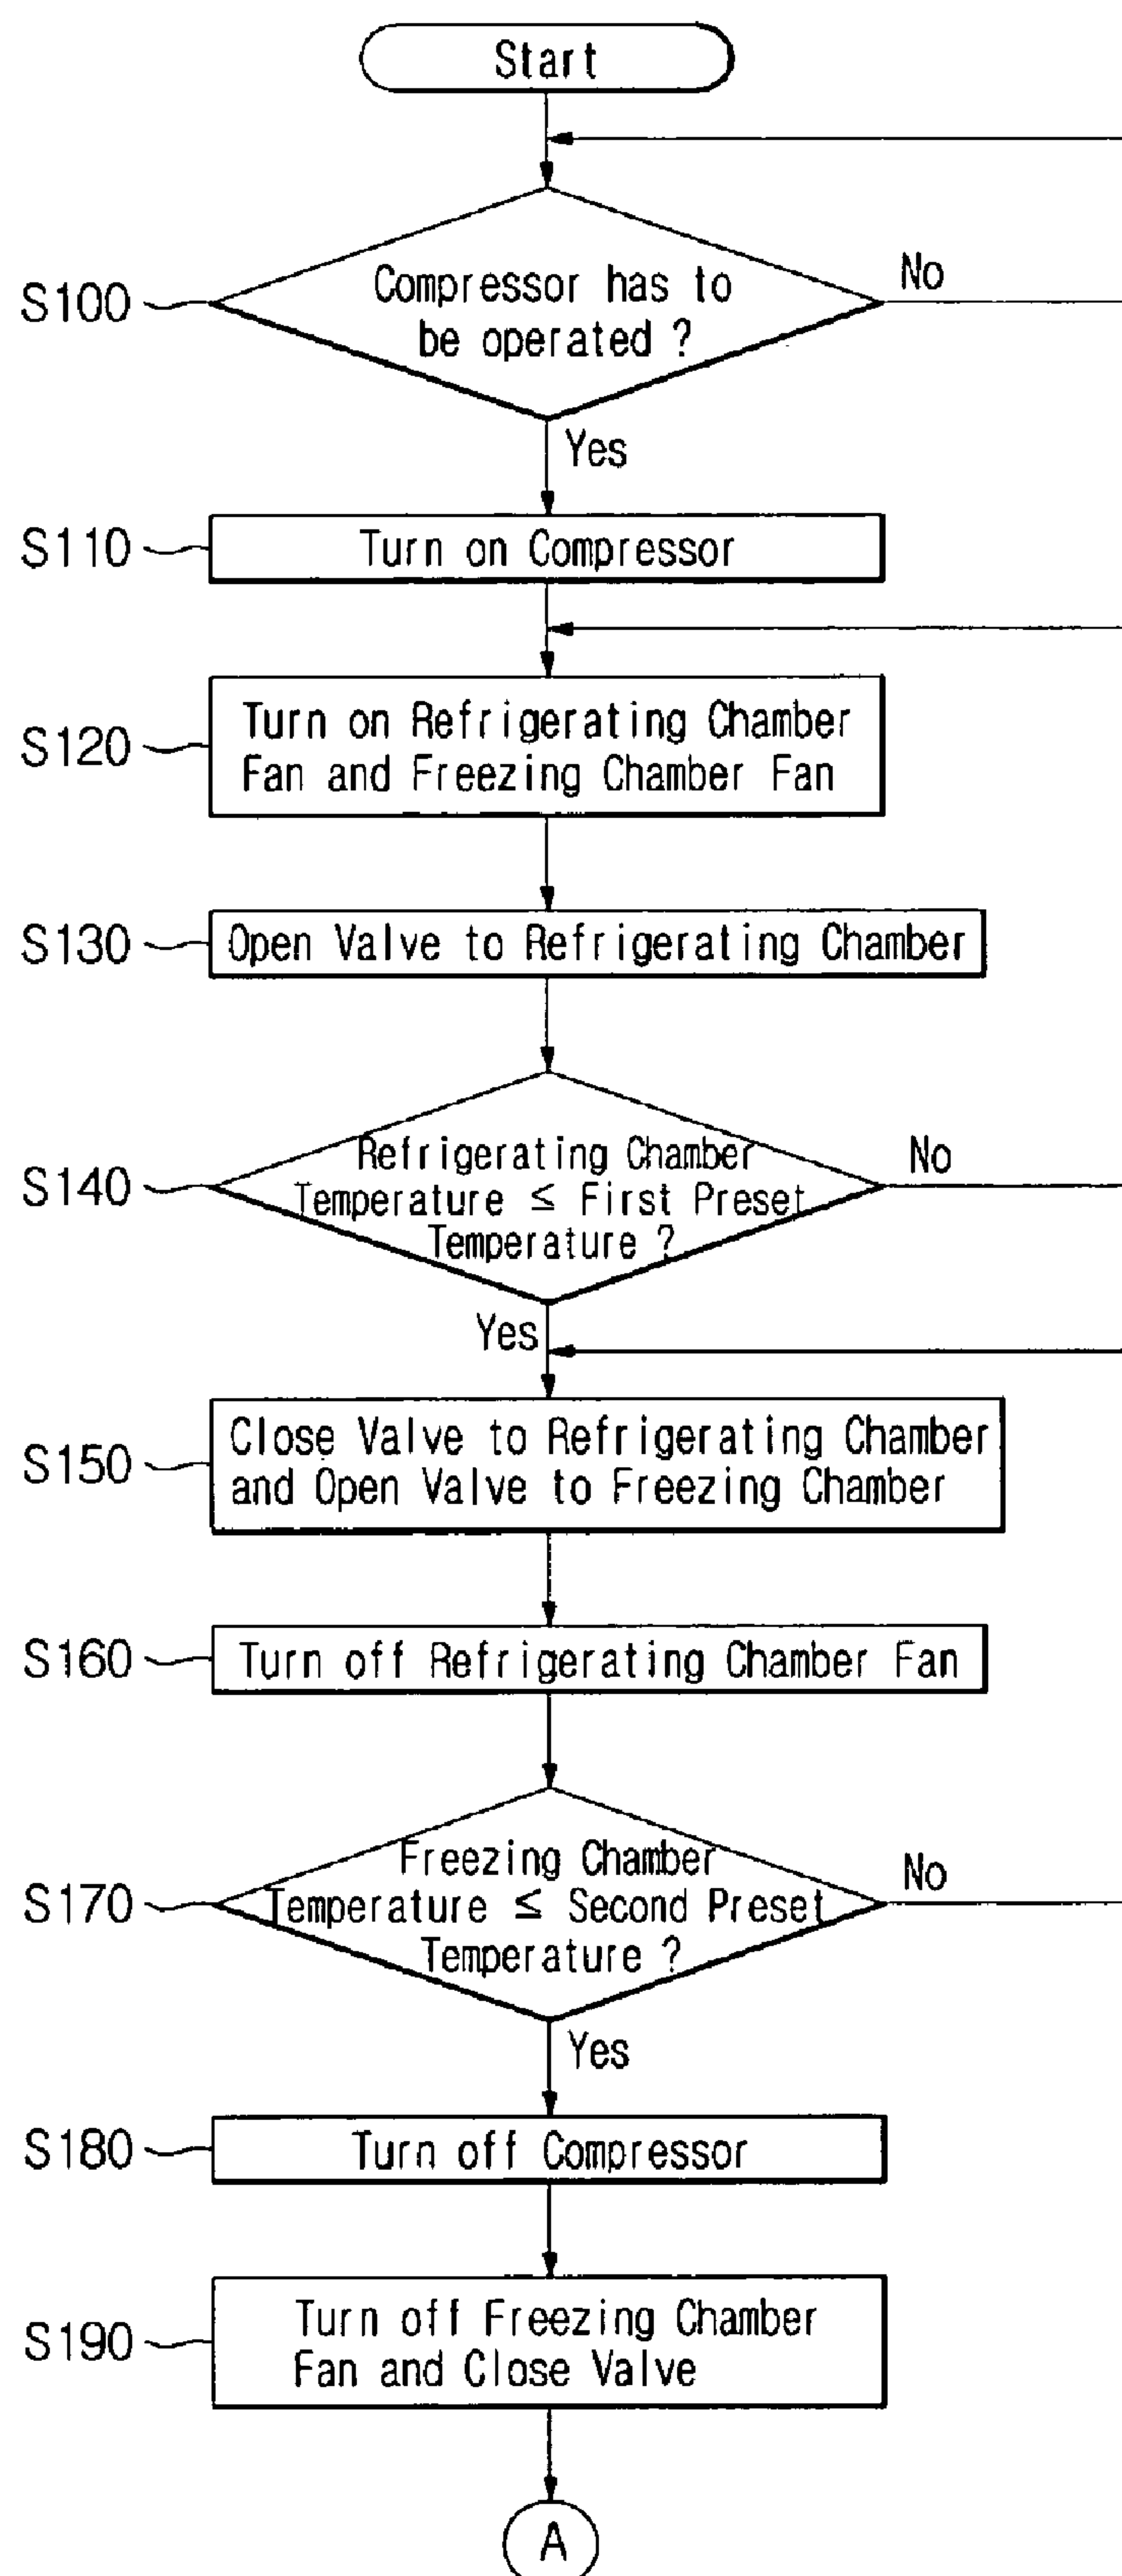 Start
S100
Compressor has to
be operated ?
No
Yes
S110
Turn on Compressor
S120
Turn on Refrigerating Chamber
Fan and Freezing Chamber Fan
S130
Open Valve to Refrigerating Chamber
S140
Refrigerating Chamber
Temperature ≤ First Preset
Temperature ?
No
Yes
S150
Close Valve to Refrigerating Chamber
and Open Valve to Freezing Chamber
S160
Turn off Refrigerating Chamber Fan
S170
Freezing Chamber
Temperature ≤ Second Preset
Temperature ?
No
Yes
S180
Turn off Compressor
S190
Turn off Freezing Chamber
Fan and Close Valve
A